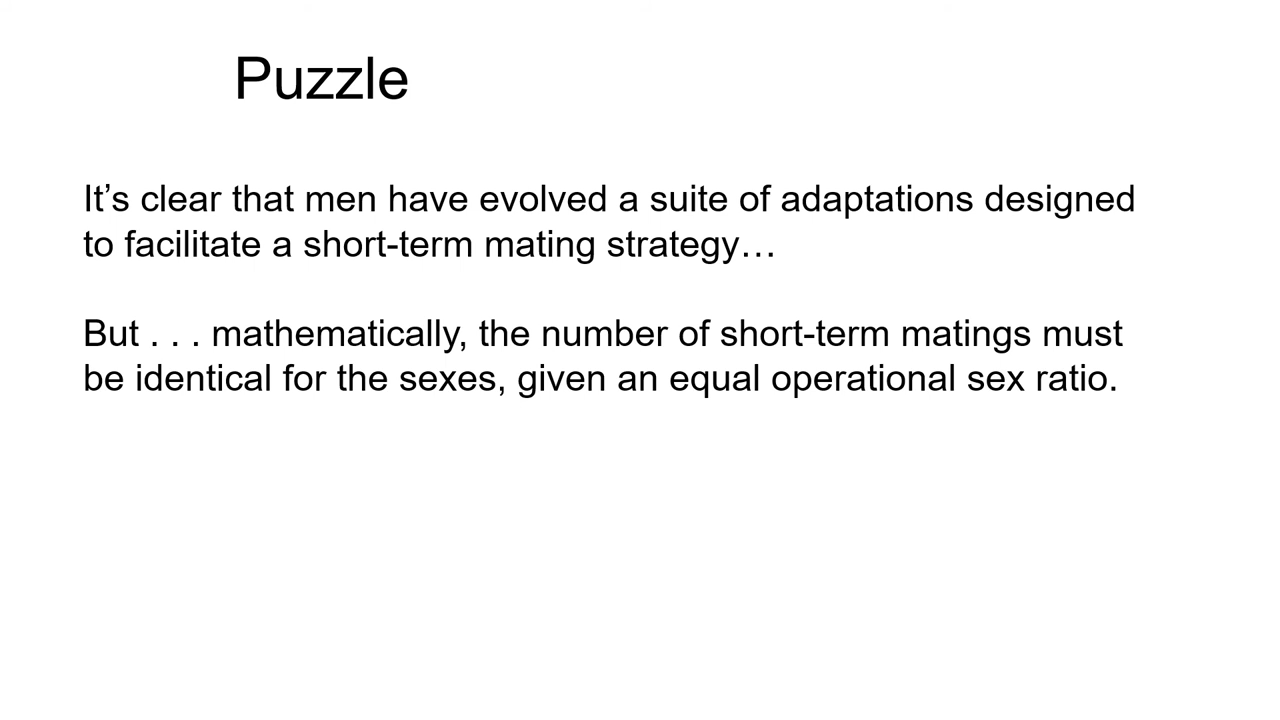 Puzzle
It’s clear that men have evolved a suite of adaptations designed
to facilitate a short-term mating strategy…
But . . . mathematically, the number of short-term matings must
be identical for the sexes, given an equal operational sex ratio.